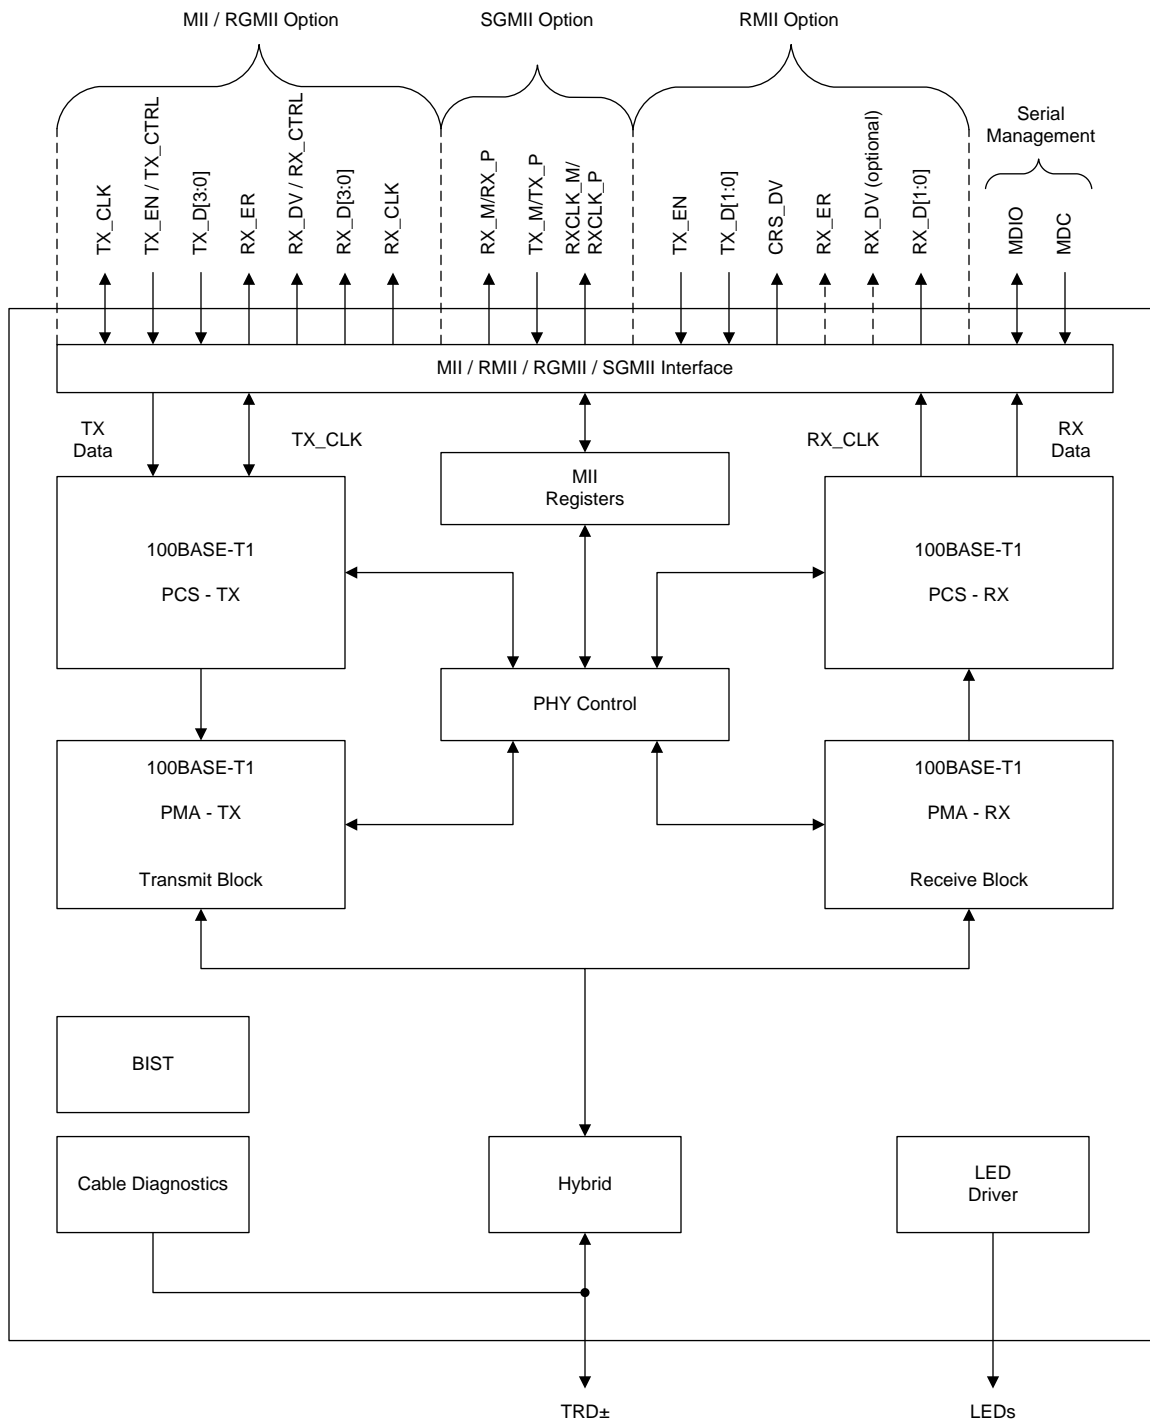 MII / RGMII Option
SGMII Option
RMII Option
Serial
Management
TX_CLK
TX_EN / TX_CTRL
TX_D[3:0]
RX_ER
RX_DV / RX_CTRL
RX_D[3:0]
RX_CLK
RX_M/RX_P
TX_M/TX_P
RXCLK_M/
RXCLK_P
TX_EN
TX_D[1:0]
CRS_DV
RX_ER
RX_DV (optional)
RX_D[1:0]
MDIO
MDC
MII / RMII / RGMII / SGMII Interface
TX
Data
TX_CLK
RX_CLK
RX
Data
MII
Registers
100BASE-T1
PCS - TX
100BASE-T1
PCS - RX
PHY Control
100BASE-T1
PMA - TX
Transmit Block
100BASE-T1
PMA - RX
Receive Block
BIST
Cable Diagnostics
Hybrid
LED
Driver
TRD±
LEDs